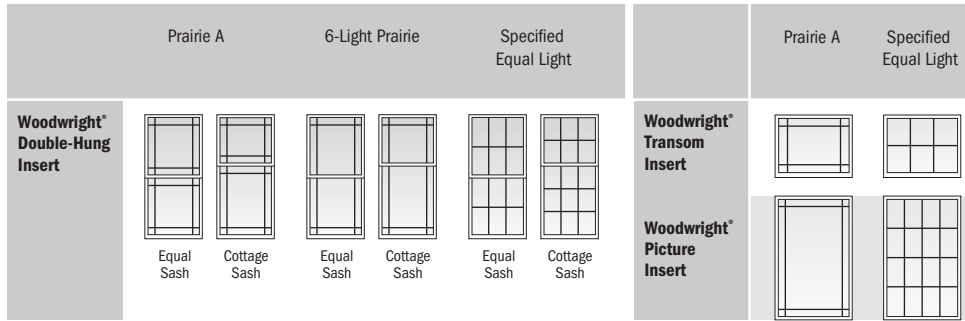 Prairie A
6-Light Prairie
Specified
Equal Light
Woodwright®
Double-Hung
Insert
Equal
Sash
Cottage
Sash
Equal
Sash
Cottage
Sash
Equal
Sash
Cottage
Sash
Prairie A
Specified
Equal Light
Woodwright®
Transom
Insert
Woodwright®
Picture
Insert